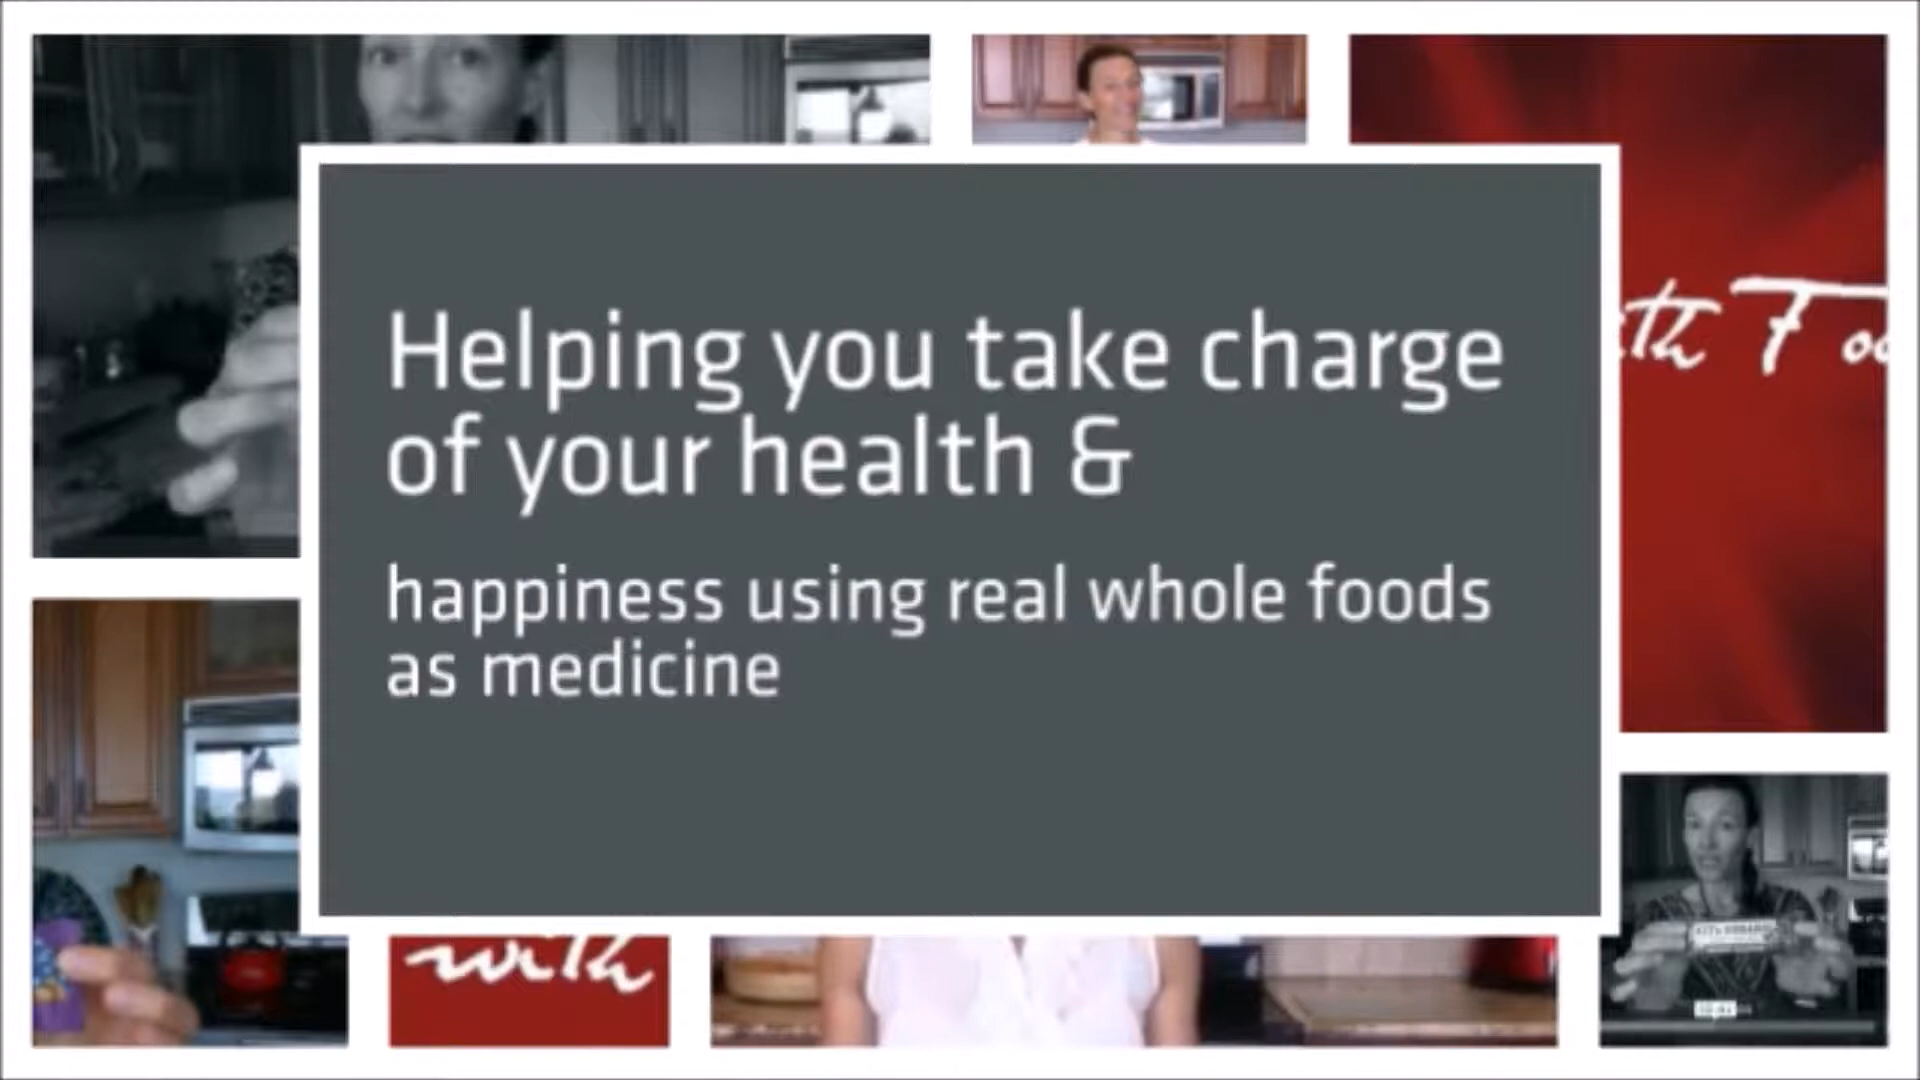 Helping you take charge
of your health &
happiness using real whole foods
as medicine
with